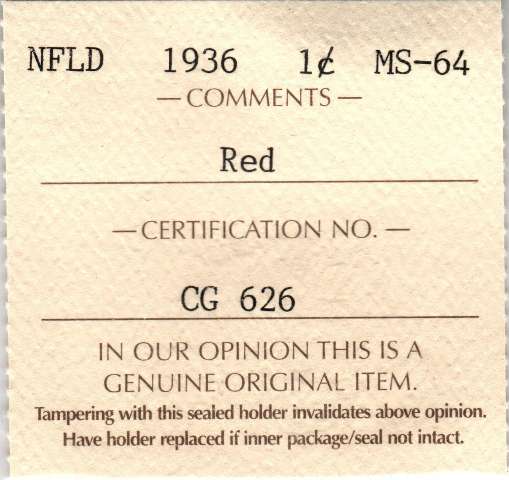 NFLD 1936 1¢ MS-64
— COMMENTS —
Red
— CERTIFICATION NO. —
CG 626
IN OUR OPINION THIS IS A
GENUINE ORIGINAL ITEM.
Tampering with this sealed holder invalidates above opinion.
Have holder replaced if inner package/seal not intact.